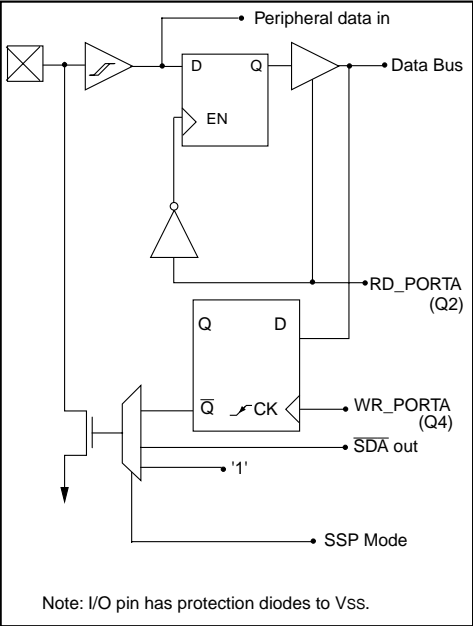 Peripheral data in
D Q
Data Bus
EN
RD_PORTA
(Q2)
Q D
Q̅ CK
WR_PORTA
(Q4)
S̅D̅A̅ out
'1'
SSP Mode
Note: I/O pin has protection diodes to VSS.